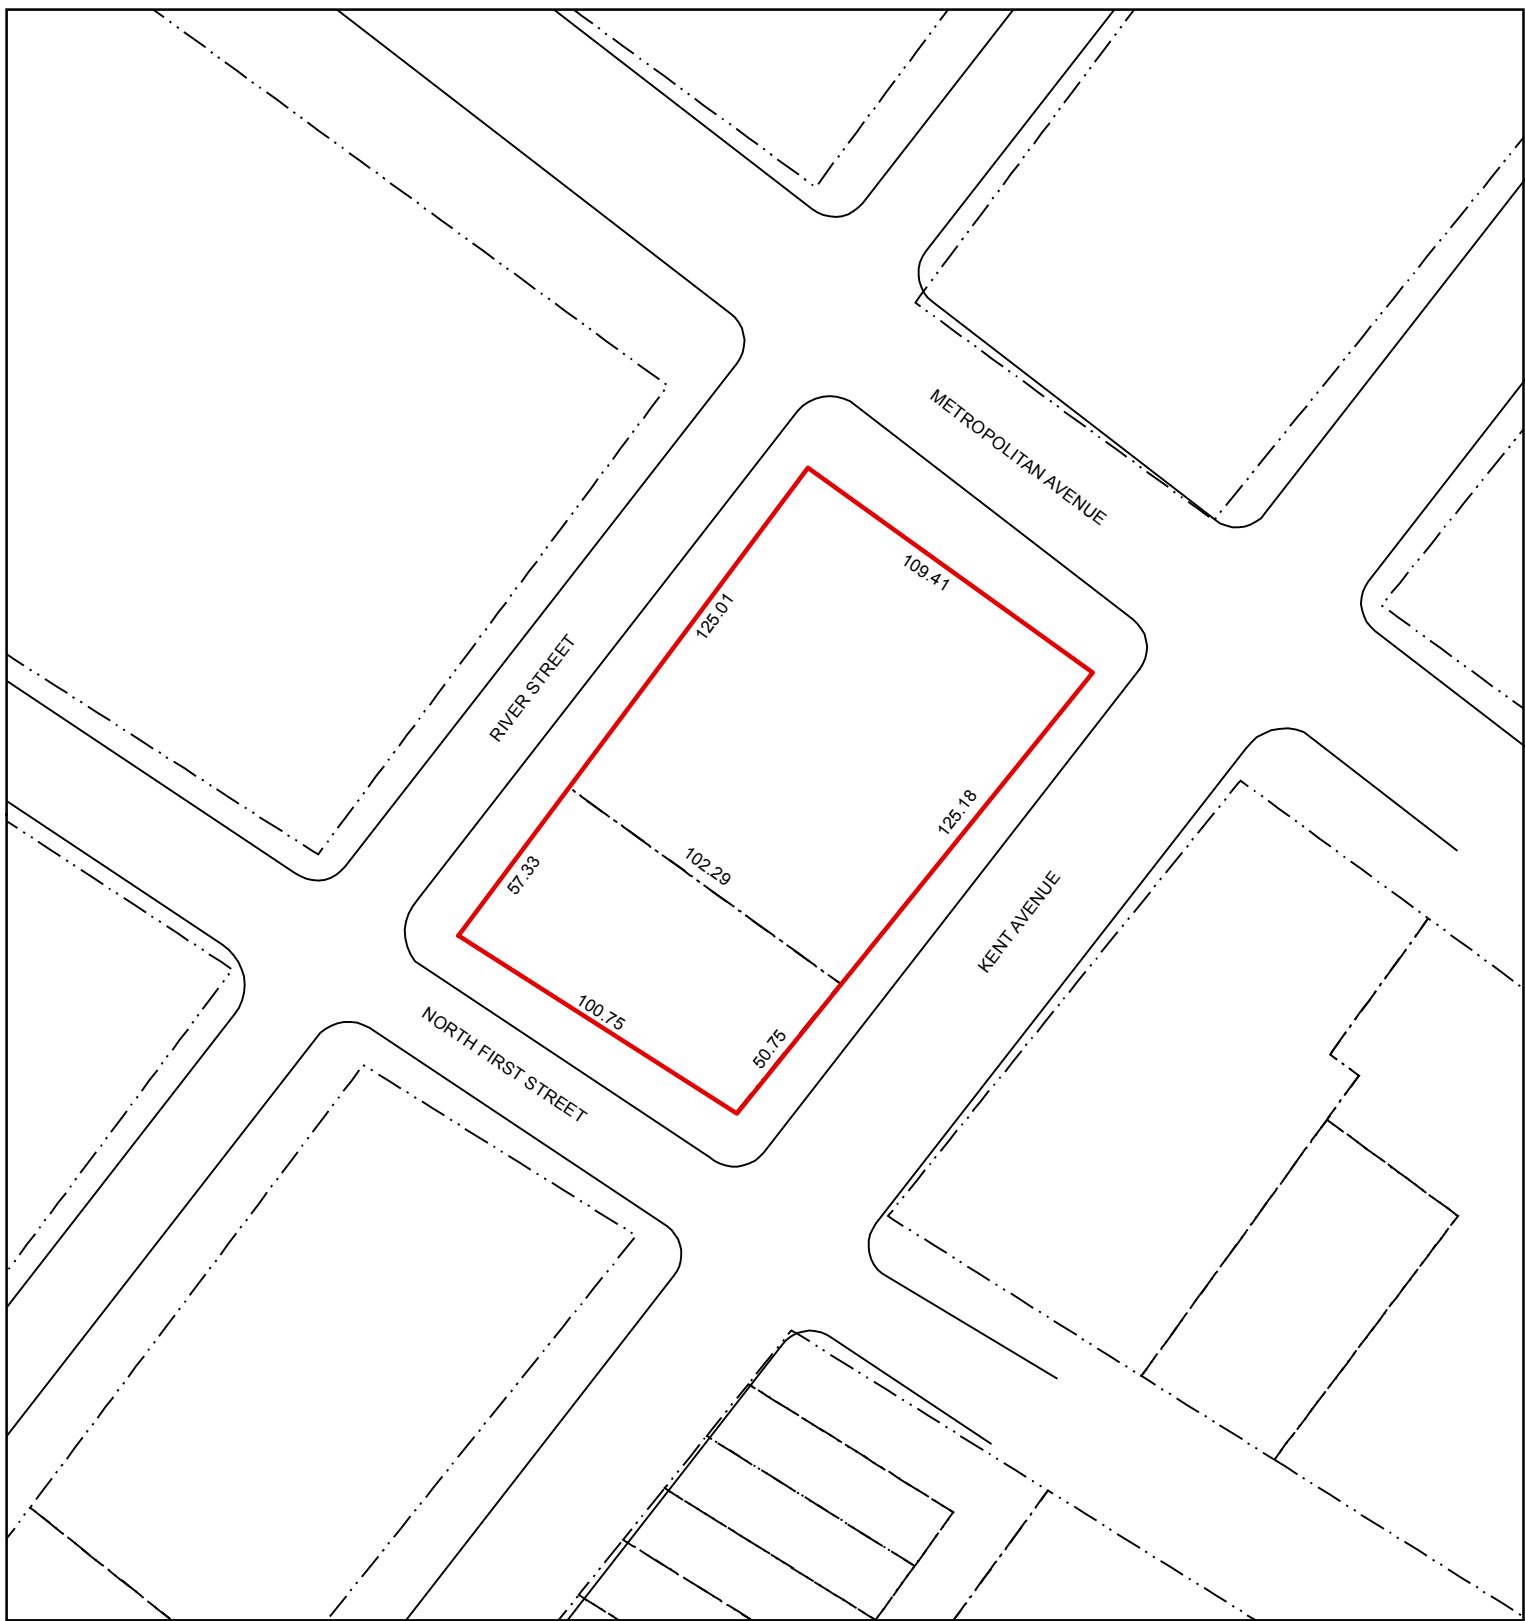 METROPOLITAN AVENUE
109.41
125.01
RIVER STREET
125.18
57.33
102.29
KENT AVENUE
100.75
NORTH FIRST STREET
50.75